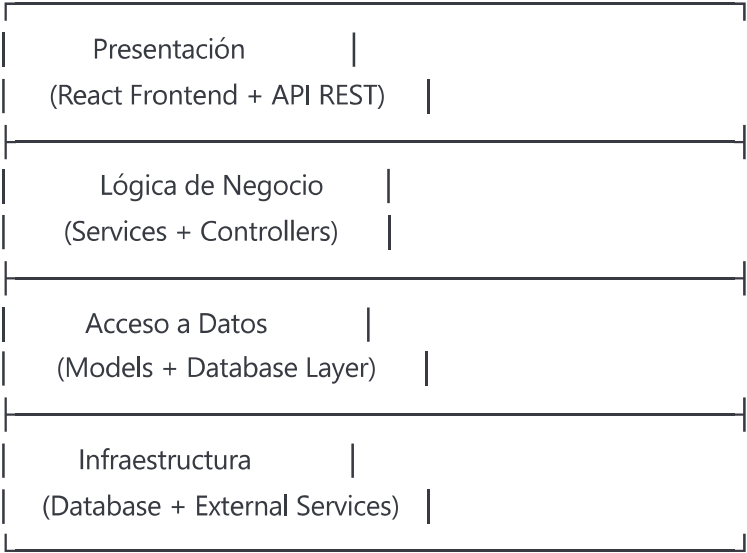 Presentación
(React Frontend + API REST)
Lógica de Negocio
(Services + Controllers)
Acceso a Datos
(Models + Database Layer)
Infraestructura
(Database + External Services)